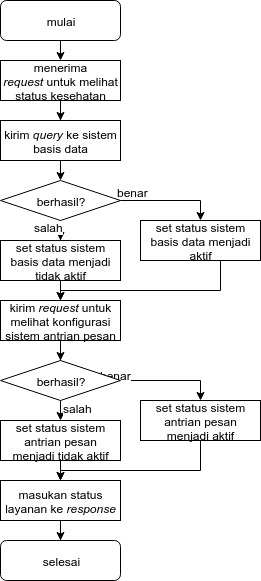 mulai
menerima
request untuk melihat
status kesehatan
kirim query ke sistem
basis data
berhasil?
benar
salah
set status sistem
basis data menjadi
aktif
set status sistem
basis data menjadi
tidak aktif
kirim request untuk
melihat konfigurasi
sistem antrian pesan
berhasil?
benar
salah
set status sistem
antrian pesan
menjadi aktif
set status sistem
antrian pesan
menjadi tidak aktif
masukan status
layanan ke response
selesai